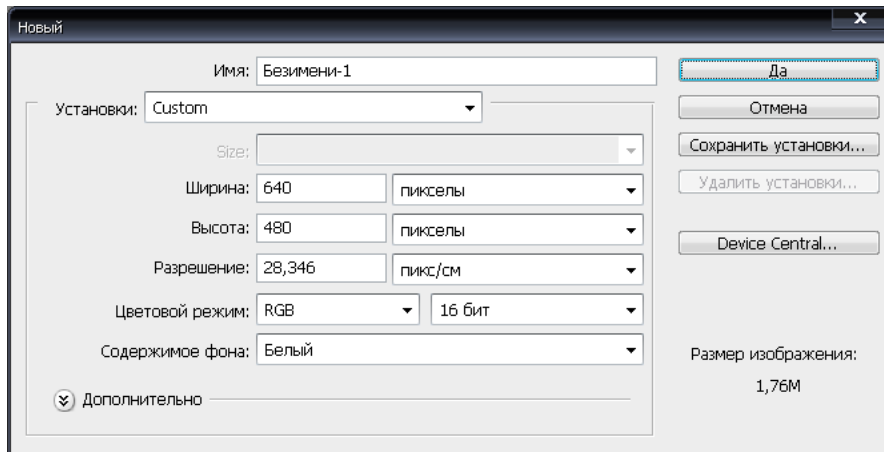 Новый
x
Имя: Безимени-1
Да
Установки: Custom
Отмена
Size:
Сохранить установки...
Ширина: 640 пикселы
Удалить установки...
Высота: 480 пикселы
Device Central...
Разрешение: 28,346 пикс/см
Цветовой режим: RGB 16 бит
Содержимое фона: Белый
Размер изображения:
1,76M
Дополнительно